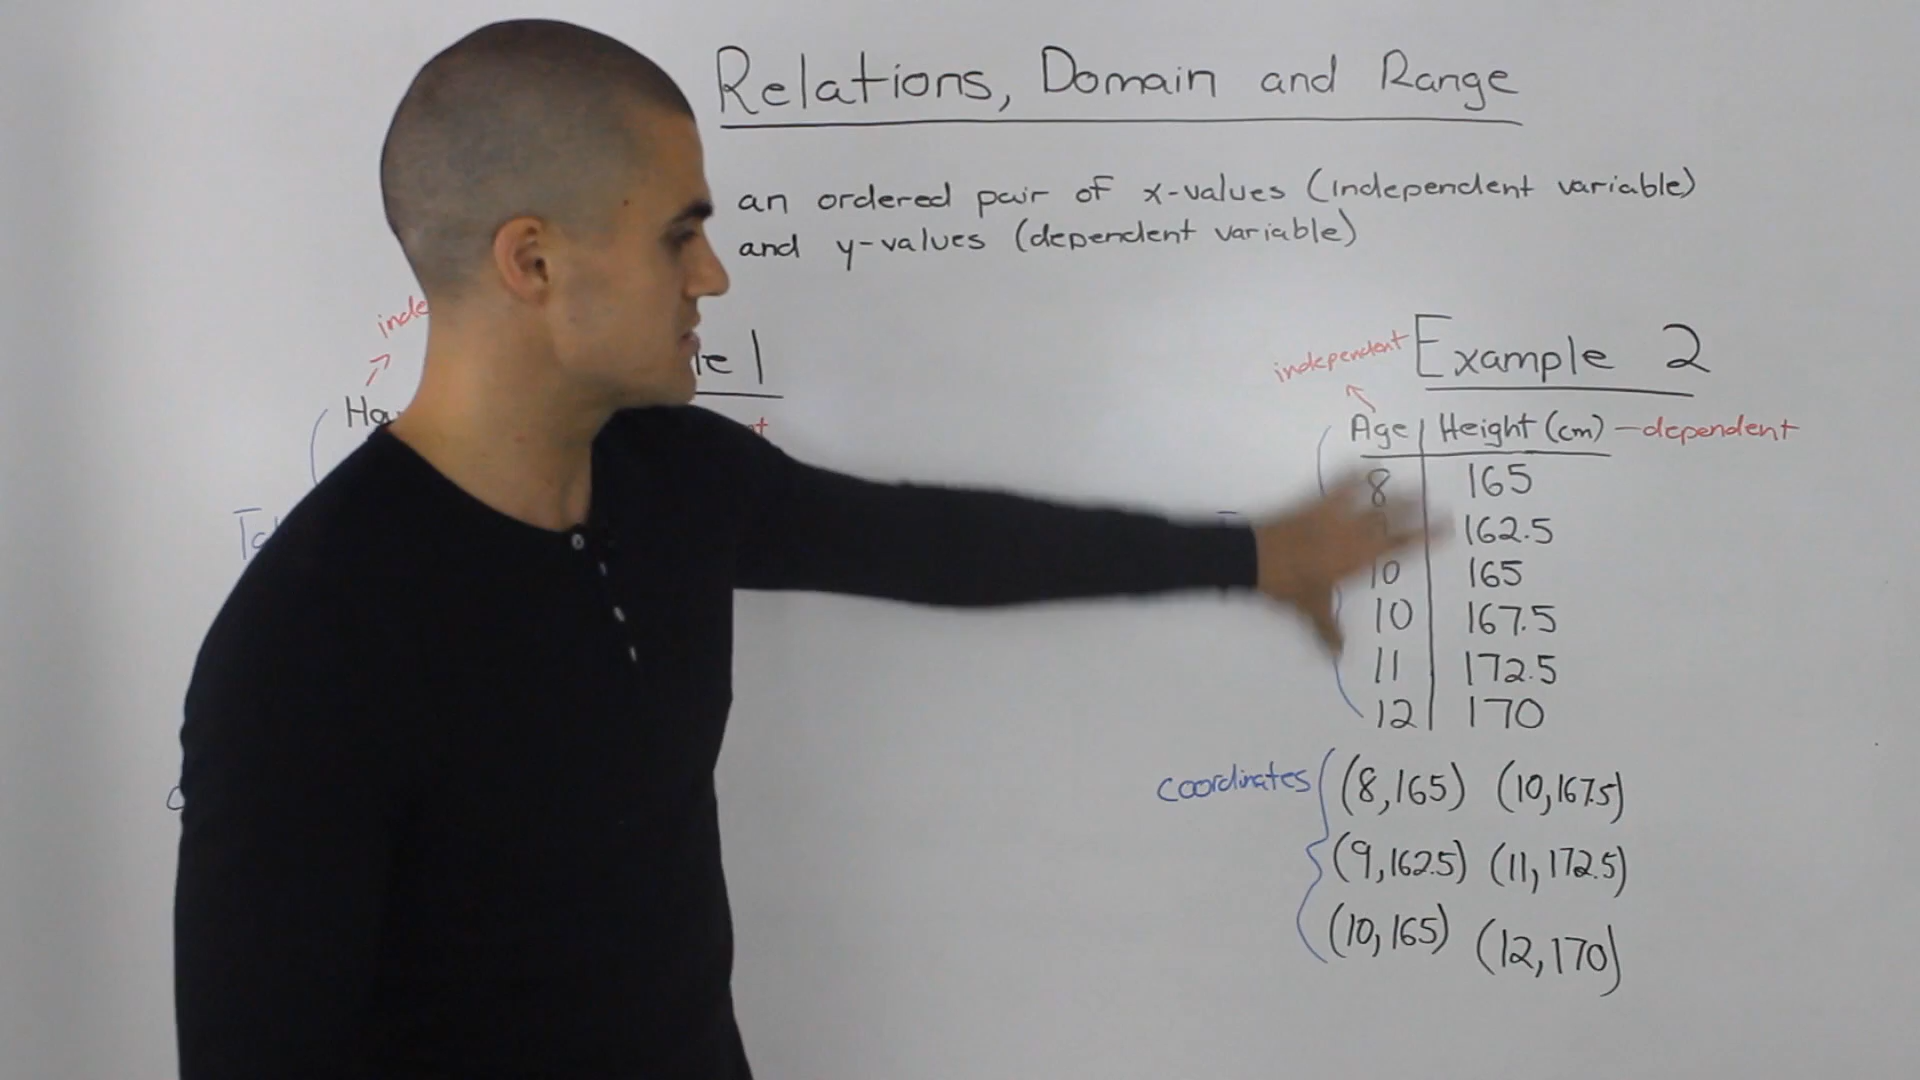 Relations, Domain and Range
an ordered pair of x-values (independent variable)
and y-values (dependent variable)
1
Example 2
independent
Age Height (cm) - dependent
8 165
162.5
10 165
10 167.5
11 172.5
12 170
coordinates (8,165) (10,167.5)
(9,162.5) (11,172.5)
(10,165) (12,170)